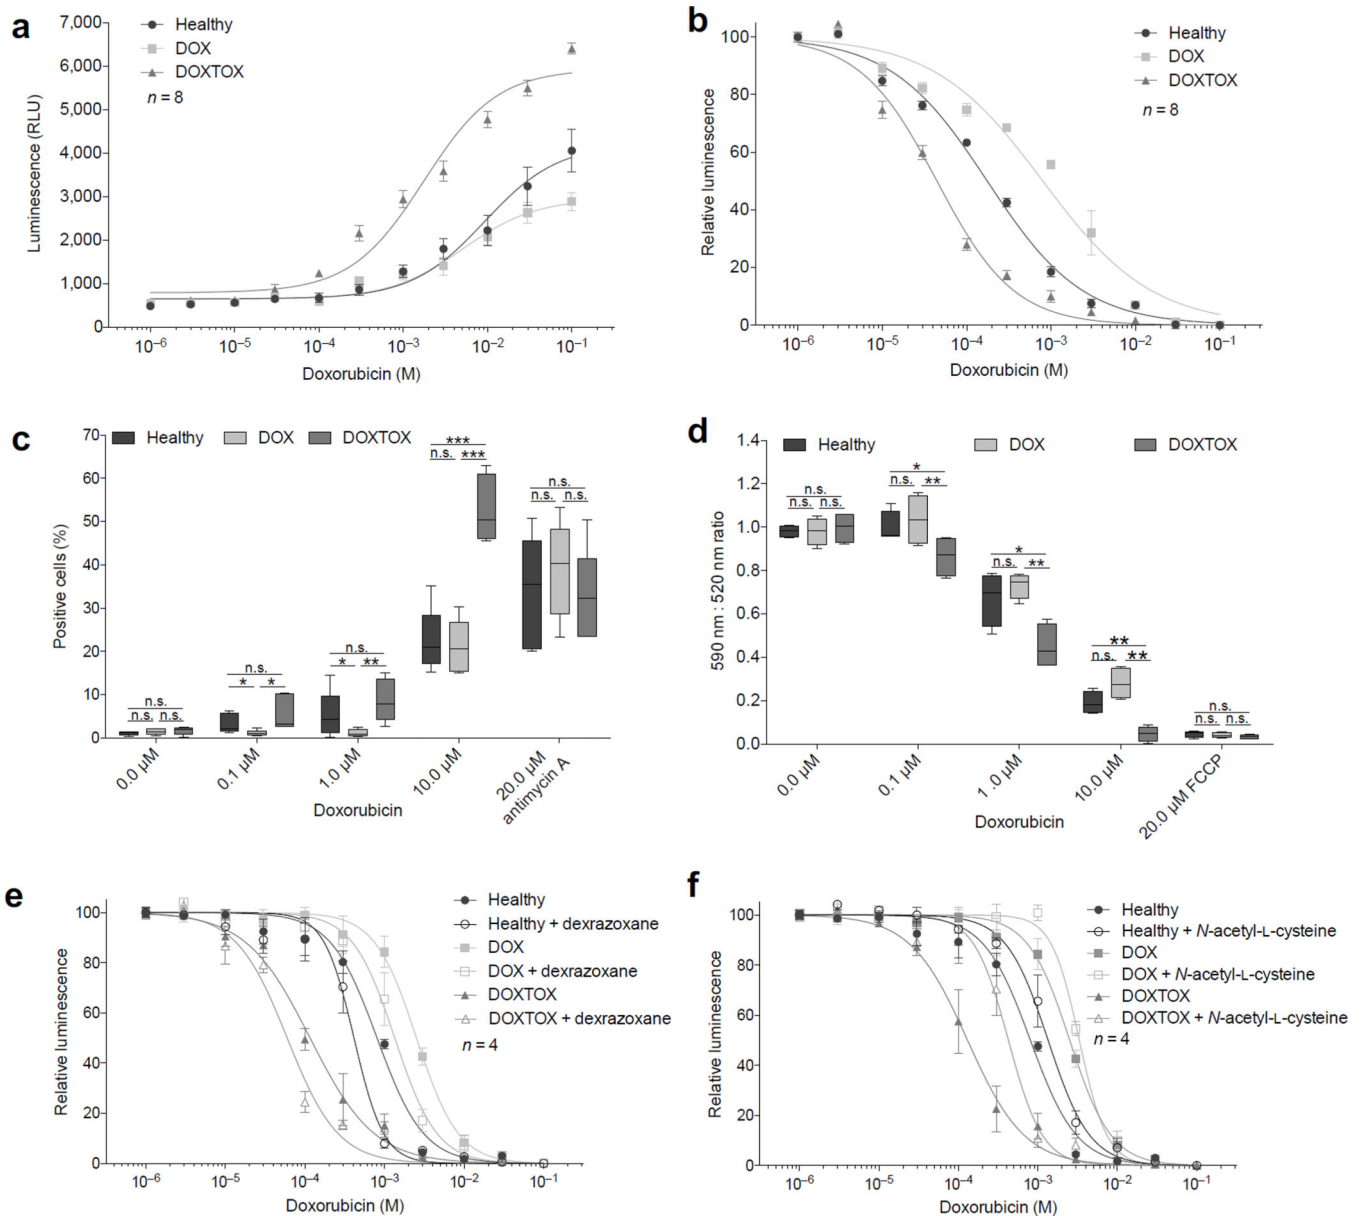 a
7,000
6,000
5,000
4,000
3,000
2,000
1,000
0
Luminescence (RLU)
Healthy
DOX
DOXTOX
n = 8
10⁻⁶ 10⁻⁵ 10⁻⁴ 10⁻³ 10⁻² 10⁻¹
Doxorubicin (M)
b
100
80
60
40
20
0
Relative luminescence
Healthy
DOX
DOXTOX
n = 8
10⁻⁶ 10⁻⁵ 10⁻⁴ 10⁻³ 10⁻² 10⁻¹
Doxorubicin (M)
c
70
60
50
40
30
20
10
0
Positive cells (%)
Healthy DOX DOXTOX
n.s.
n.s. n.s.
n.s.
* *
n.s.
* **
***
n.s. ***
n.s.
n.s. n.s.
0.0 µM
0.1 µM
1.0 µM
10.0 µM
20.0 µM
antimycin A
Doxorubicin
d
1.4
1.2
1.0
0.8
0.6
0.4
0.2
0.0
590 nm : 520 nm ratio
Healthy DOX DOXTOX
n.s.
n.s. n.s.
*
n.s. **
*
n.s. **
**
n.s. **
n.s.
n.s. n.s.
0.0 µM
0.1 µM
1.0 µM
10.0 µM
20.0 µM FCCP
Doxorubicin
e
100
80
60
40
20
0
Relative luminescence
Healthy
Healthy + dexrazoxane
DOX
DOX + dexrazoxane
DOXTOX
DOXTOX + dexrazoxane
n = 4
10⁻⁶ 10⁻⁵ 10⁻⁴ 10⁻³ 10⁻² 10⁻¹
Doxorubicin (M)
f
100
80
60
40
20
0
Relative luminescence
Healthy
Healthy + N-acetyl-L-cysteine
DOX
DOX + N-acetyl-L-cysteine
DOXTOX
DOXTOX + N-acetyl-L-cysteine
n = 4
10⁻⁶ 10⁻⁵ 10⁻⁴ 10⁻³ 10⁻² 10⁻¹
Doxorubicin (M)